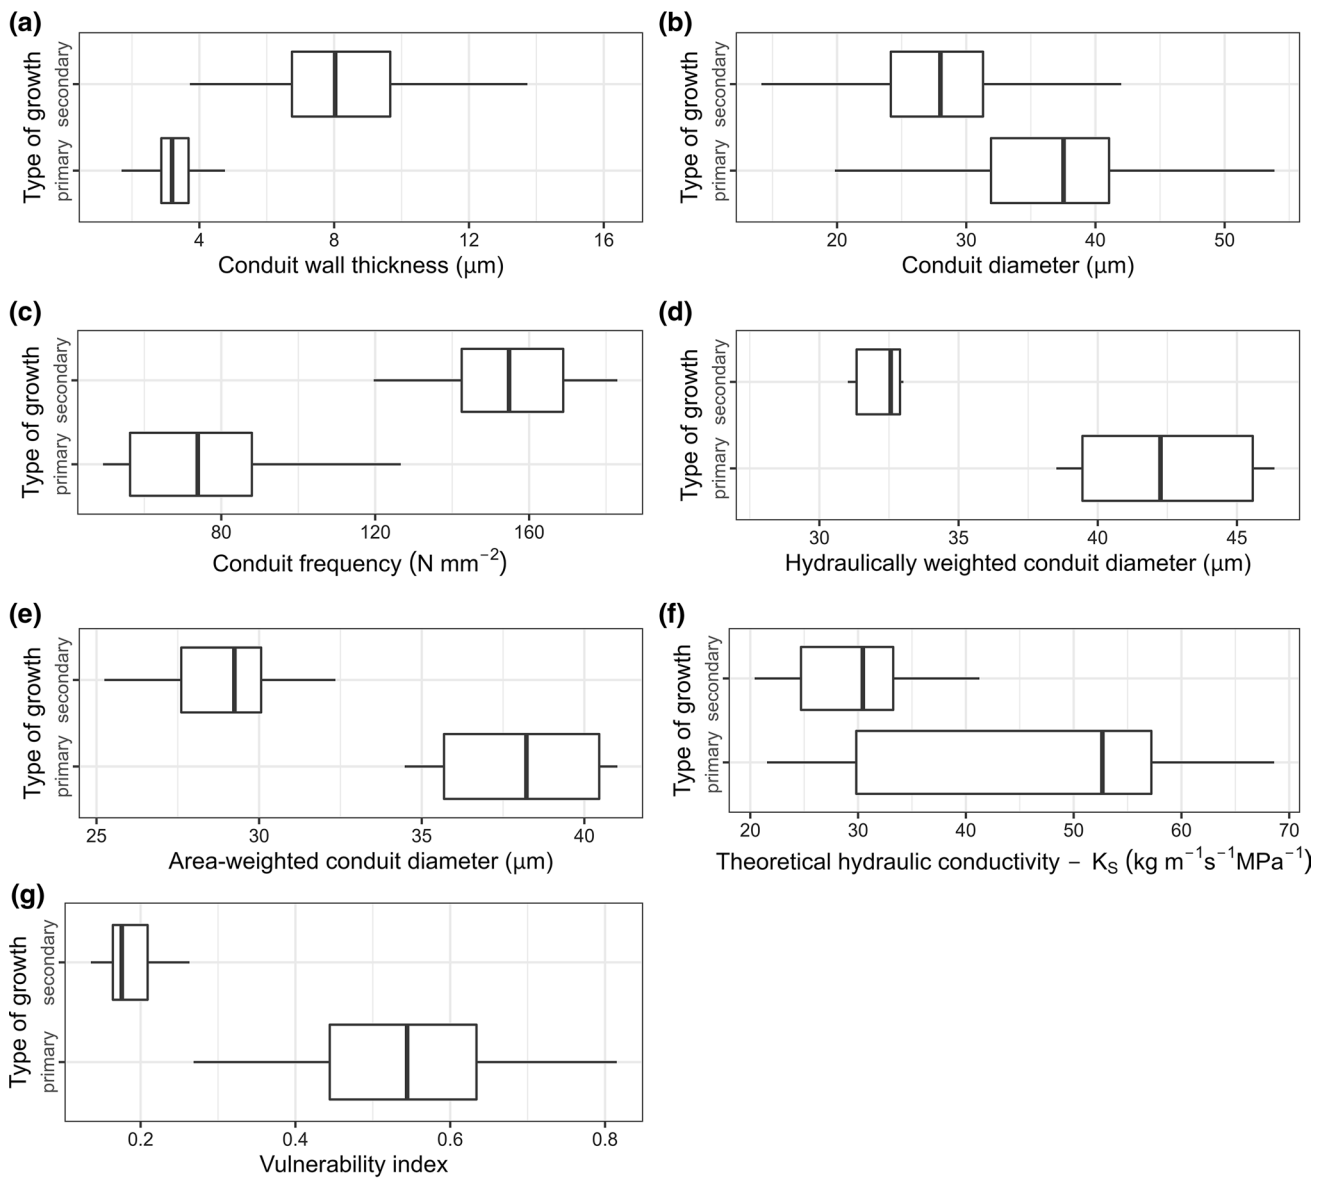 (a)
Type of growth
secondary
primary
4 8 12 16
Conduit wall thickness (μm)
(b)
Type of growth
secondary
primary
20 30 40 50
Conduit diameter (μm)
(c)
Type of growth
secondary
primary
80 120 160
Conduit frequency (N mm⁻²)
(d)
Type of growth
secondary
primary
30 35 40 45
Hydraulically weighted conduit diameter (μm)
(e)
Type of growth
secondary
primary
25 30 35 40
Area-weighted conduit diameter (μm)
(f)
Type of growth
secondary
primary
20 30 40 50 60 70
Theoretical hydraulic conductivity – K_S (kg m⁻¹s⁻¹MPa⁻¹)
(g)
Type of growth
secondary
primary
0.2 0.4 0.6 0.8
Vulnerability index